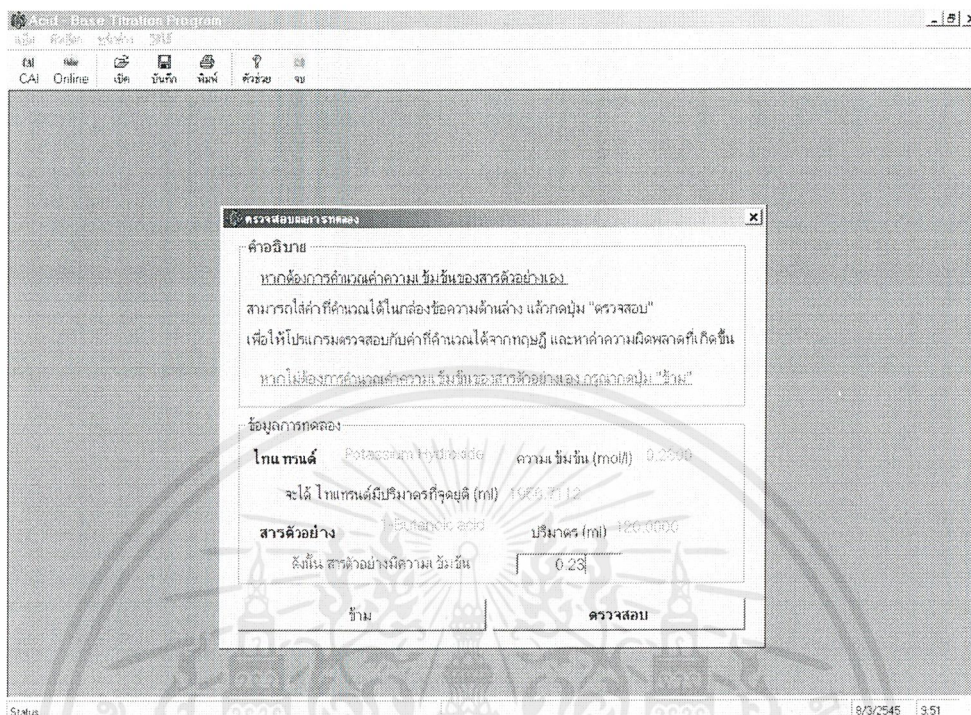 Acid - Base Titration Program
CAI Online เปิด บันทึก พิมพ์ ตัวช่วย จบ
ตรวจสอบผลการทดลอง
คำอธิบาย
หากต้องการคำนวณค่าความเข้มข้นของสารตัวอย่างเอง
สามารถใส่ค่าที่คำนวณได้ในกล่องข้อความด้านล่าง แล้วกดปุ่ม "ตรวจสอบ"
เพื่อให้โปรแกรมตรวจสอบกับค่าที่คำนวณได้จากทฤษฎี และหาค่าความผิดพลาดที่เกิดขึ้น
หากไม่ต้องการคำนวณค่าความเข้มข้นของสารตัวอย่างเอง กรุณากดปุ่ม "ข้าม"
ข้อมูลการทดลอง
ไทแทรนต์ Potassium Hydroxide ความเข้มข้น (mol/l)
จะได้ ไทแทรนต์มีปริมาตรที่จุดยุติ (ml)
สารตัวอย่าง 1-Butanoic acid ปริมาตร (ml) 120.0000
ดังนั้น สารตัวอย่างมีความเข้มข้น 0.23
ข้าม ตรวจสอบ
Status 8/3/2545 9:51